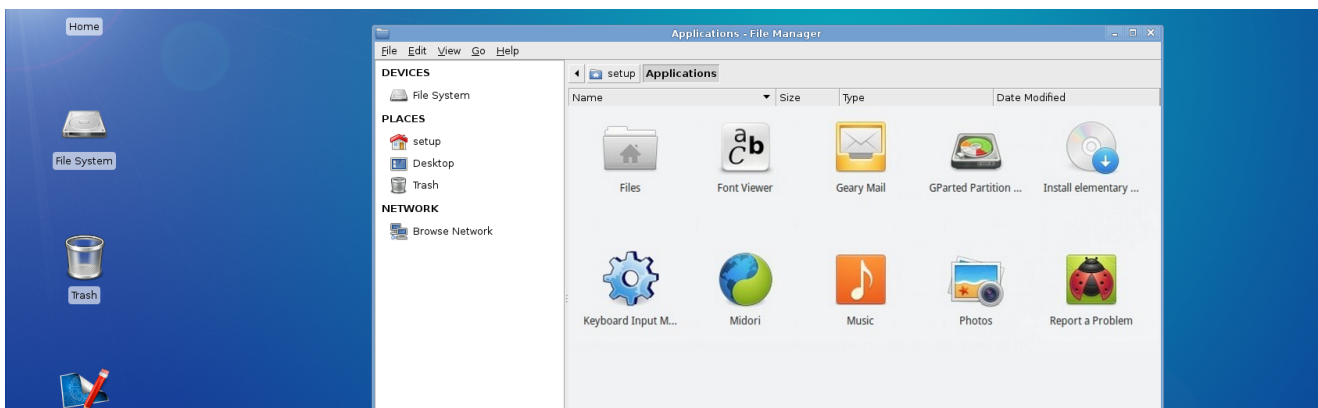 Home
File System
Trash
Applications - File Manager
File Edit View Go Help
DEVICES
File System
PLACES
setup
Desktop
Trash
NETWORK
Browse Network
setup Applications
Name Size Type Date Modified
Files Font Viewer Geary Mail GParted Partition ... Install elementary ...
Keyboard Input M... Midori Music Photos Report a Problem